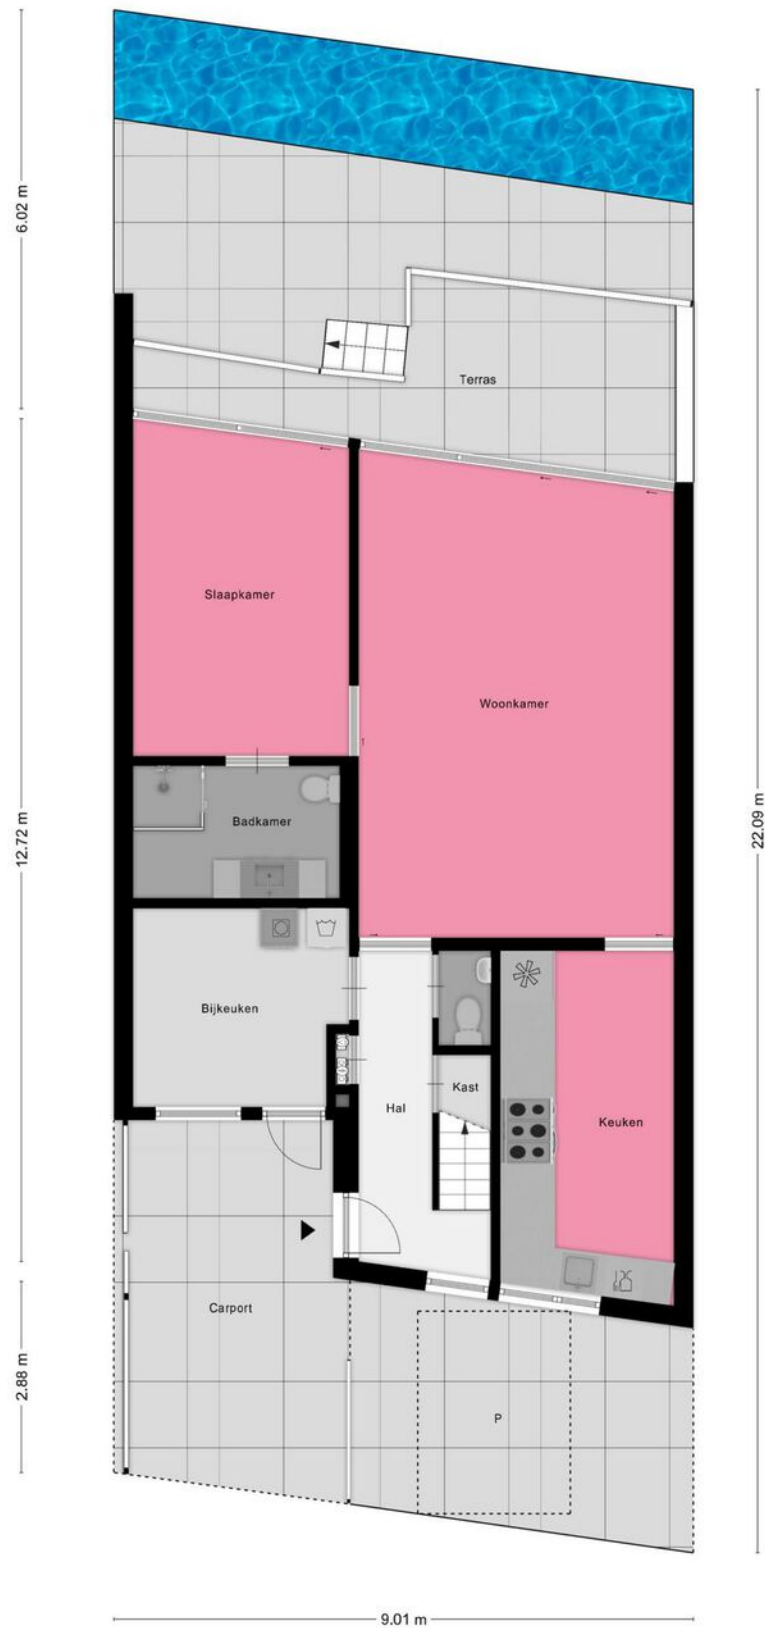 6.02 m
Terras
Slaapkamer
Woonkamer
12.72 m
22.09 m
Badkamer
Bijkeuken
Kast
Hal
Keuken
Carport
2.88 m
P
9.01 m